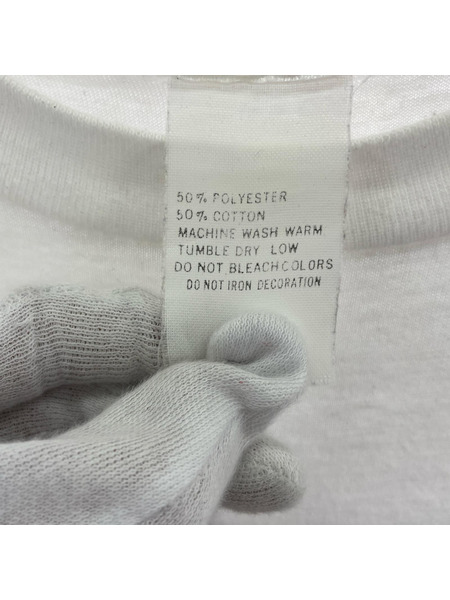 50% POLYESTER
50% COTTON
MACHINE WASH WARM
TUMBLE DRY LOW
DO NOT BLEACH COLORS
DO NOT IRON DECORATION